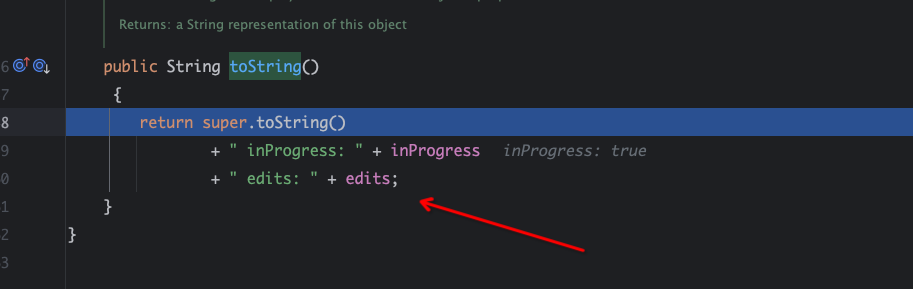 Returns: a String representation of this object
6 public String toString()
7 {
8 return super.toString()
9 + " inProgress: " + inProgress inProgress: true
0 + " edits: " + edits;
1 }
2 }
3